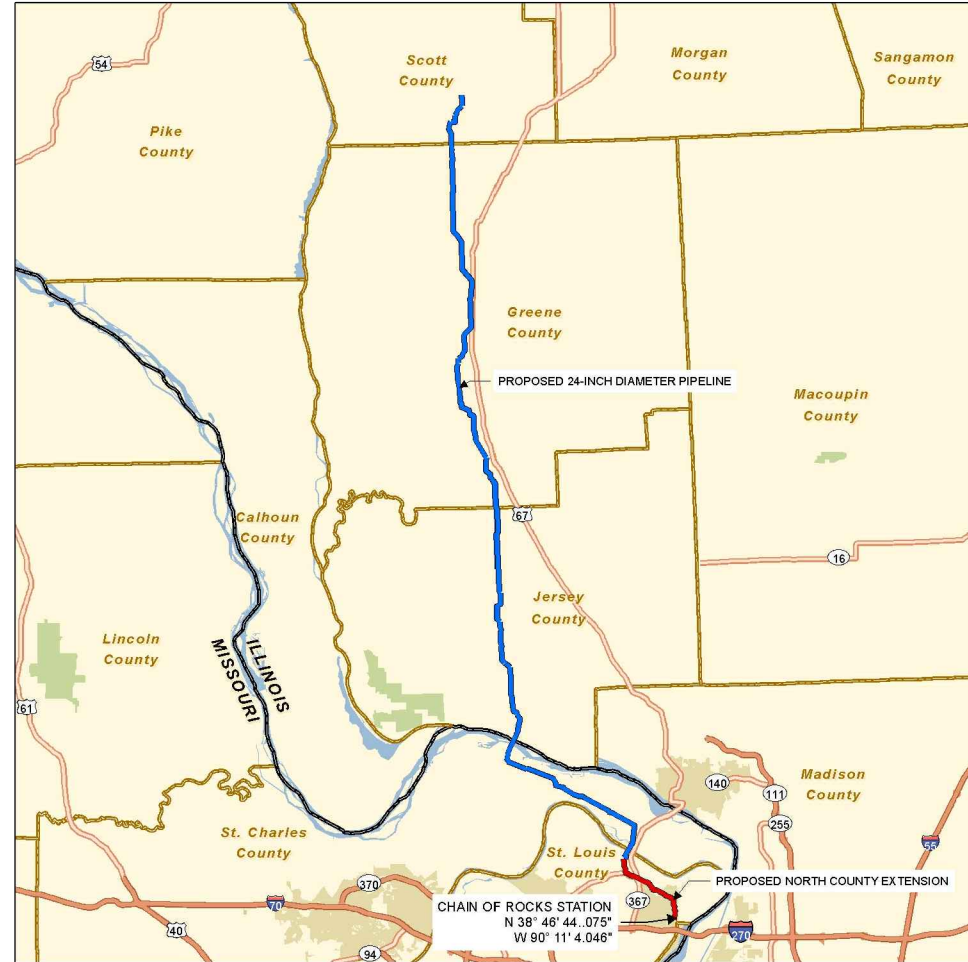 54
Scott
County
Morgan
County
Sangamon
County
Pike
County
Greene
County
PROPOSED 24-INCH DIAMETER PIPELINE
Macoupin
County
67
Calhoun
County
16
Jersey
County
Lincoln
County
ILLINOIS
MISSOURI
61
140
111
Madison
County
255
55
St. Charles
County
St. Louis
County
370
70
367
PROPOSED NORTH COUNTY EXTENSION
CHAIN OF ROCKS STATION
N 38° 46' 44..075"
W 90° 11' 4.046"
40
94
270